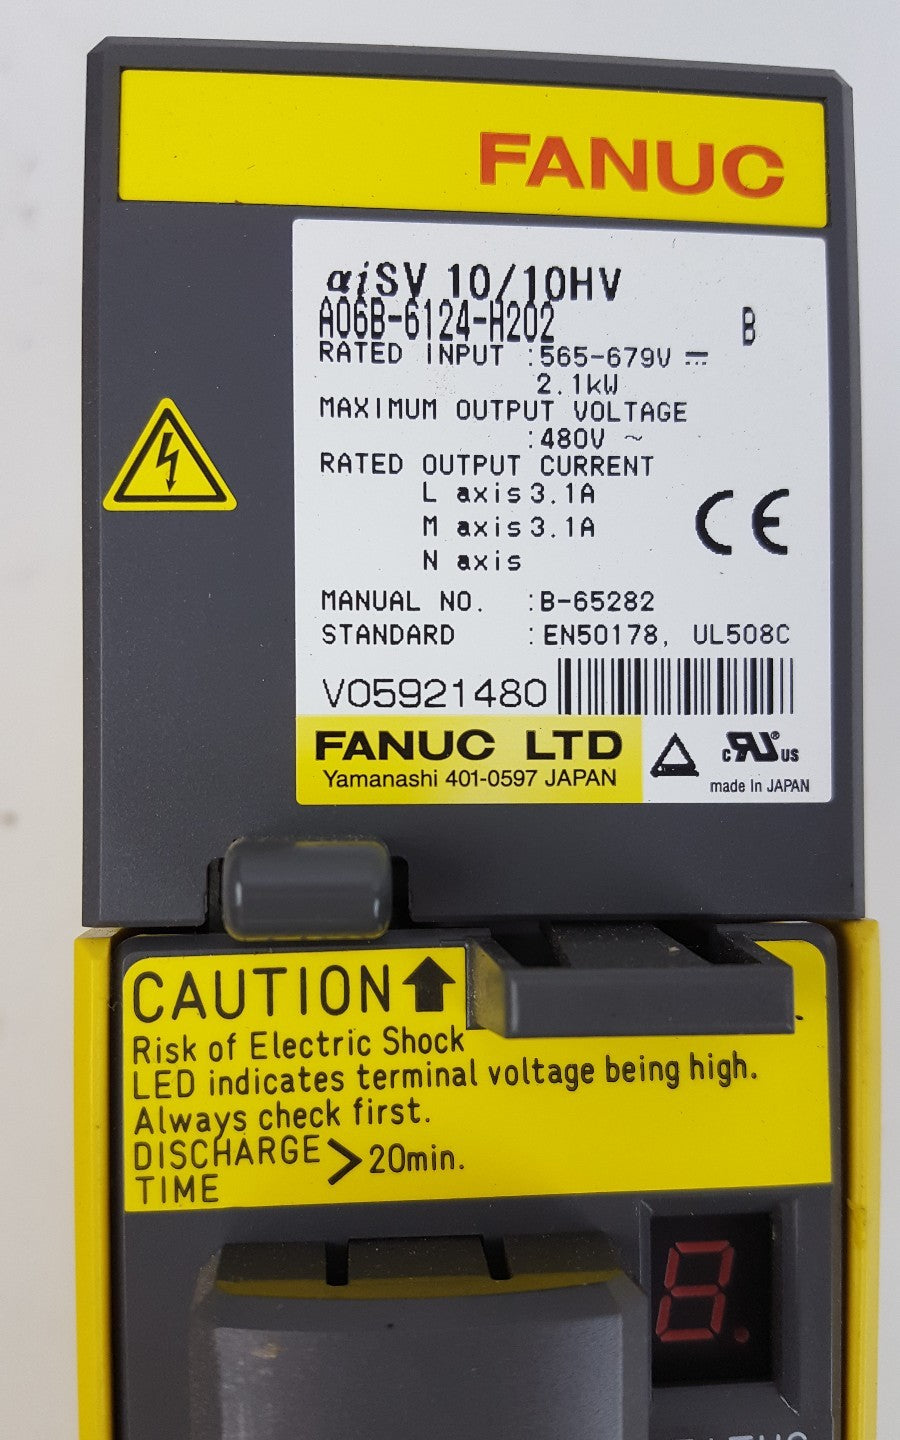 FANUC
αiSV 10/10HV
A06B-6124-H202 B
RATED INPUT :565-679V ⎓
2.1kW
MAXIMUM OUTPUT VOLTAGE
:480V ~
RATED OUTPUT CURRENT
L axis 3.1A
M axis 3.1A
N axis
CE
MANUAL NO. :B-65282
STANDARD :EN50178, UL508C
V05921480
FANUC LTD
Yamanashi 401-0597 JAPAN
c RU ® US
made in JAPAN
CAUTION
Risk of Electric Shock
LED indicates terminal voltage being high.
Always check first.
DISCHARGE TIME > 20min.
8.